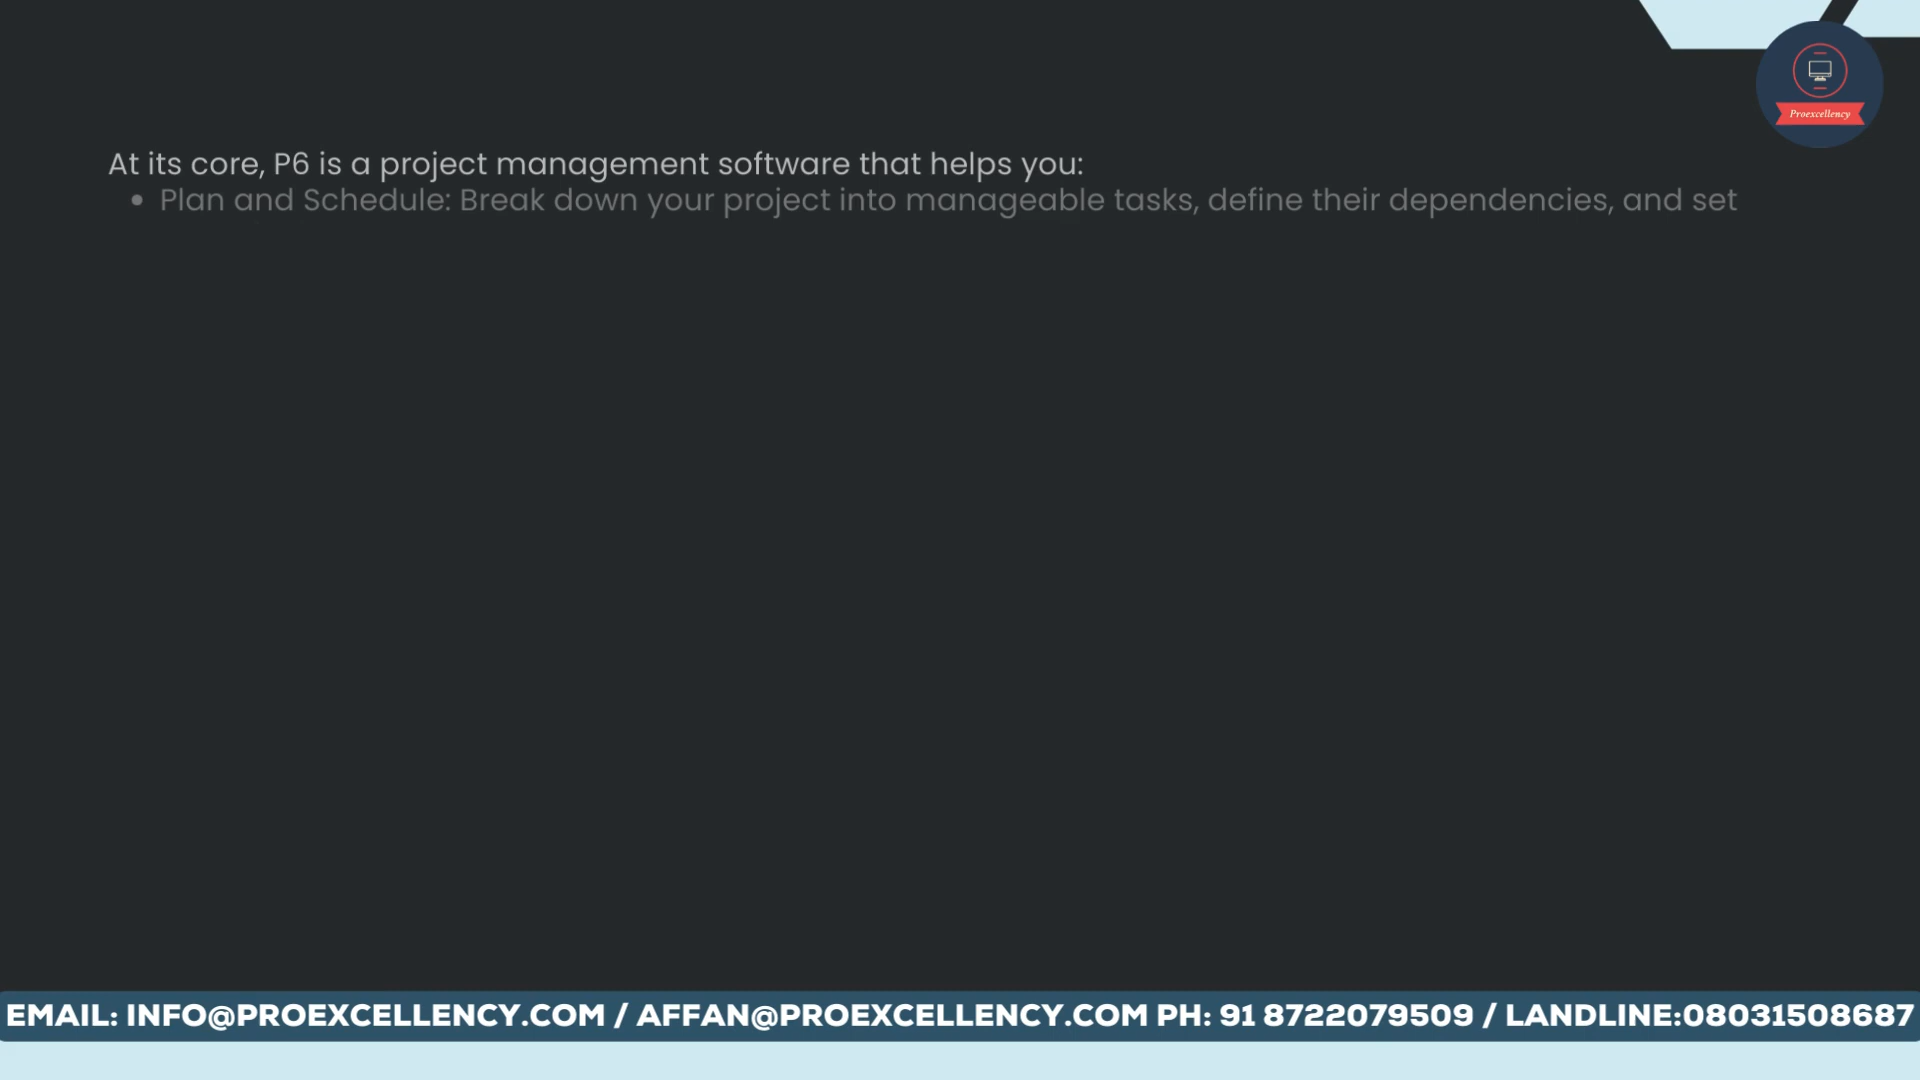 Proexcellency
At its core, P6 is a project management software that helps you:
• Plan and Schedule: Break down your project into manageable tasks, define their dependencies, and set
EMAIL: INFO@PROEXCELLENCY.COM / AFFAN@PROEXCELLENCY.COM PH: 91 8722079509 / LANDLINE:08031508687